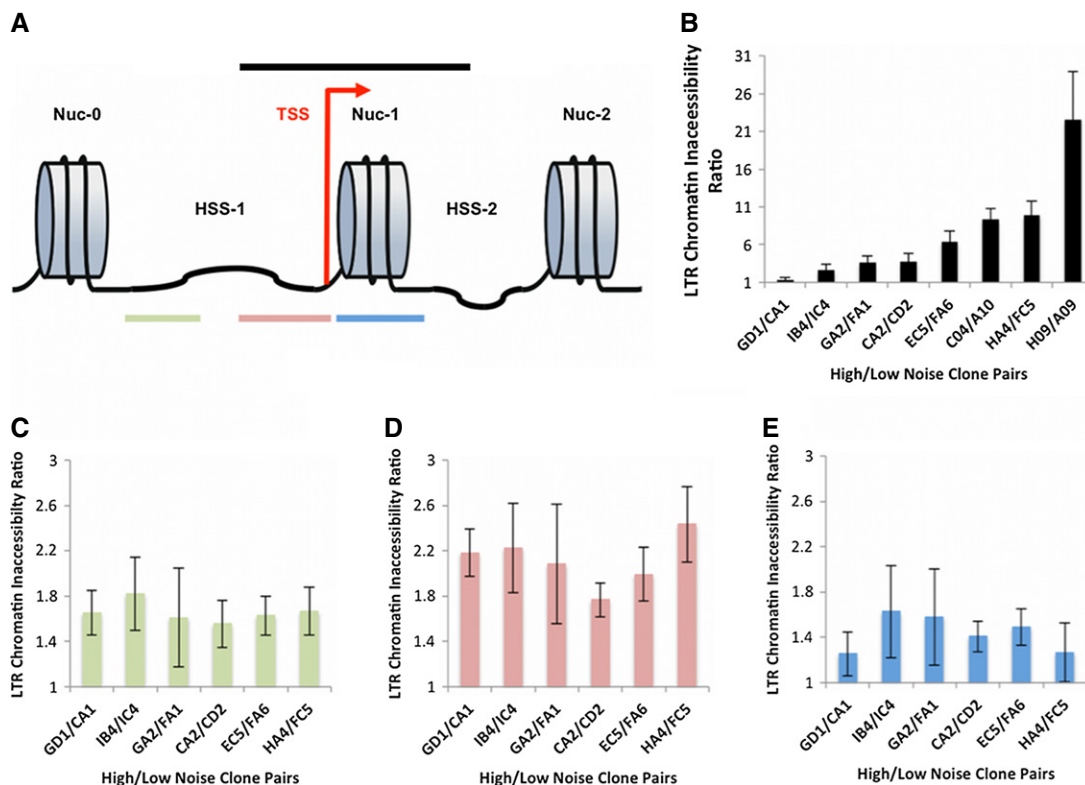 A
Nuc-0
TSS
Nuc-1
Nuc-2
HSS-1
HSS-2
B
LTR Chromatin Inaceessibility
Ratio
31
26
21
16
11
6
1
GD1/CA1
IB4/IC4
GA2/FA1
CA2/CD2
EC5/FA6
C04/A10
HA4/FC5
H09/A09
High/Low Noise Clone Pairs
C
LTR Chromatin Inaccessibiity Ratio
3
2.6
2.2
1.8
1.4
1
GD1/CA1
IB4/IC4
GA2/FA1
CA2/CD2
EC5/FA6
HA4/FC5
High/Low Noise Clone Pairs
D
LTR Chromatin Inaccessibility Ratio
3
2.6
2.2
1.8
1.4
1
GD1/CA1
IB4/IC4
GA2/FA1
CA2/CD2
EC5/FA6
HA4/FC5
High/Low Noise Clone Pairs
E
LTR Chromatin Inaccessibility Ratio
3
2.6
2.2
1.8
1.4
1
GD1/CA1
IB4/IC4
GA2/FA1
CA2/CD2
EC5/FA6
HA4/FC5
High/Low Noise Clone Pairs